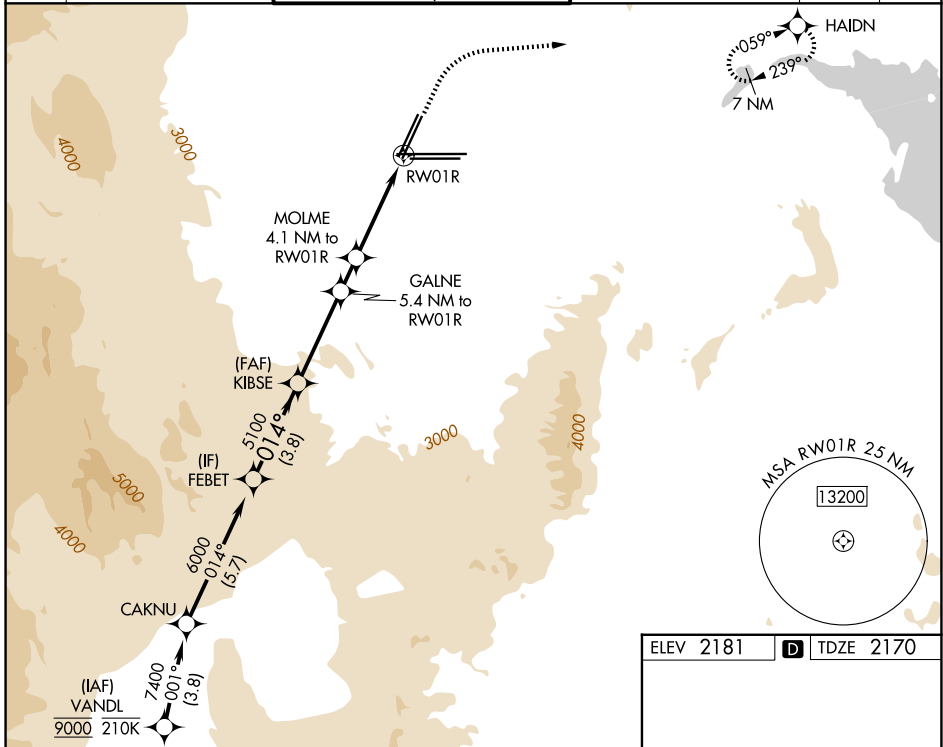 HAIDN
059°
239°
7 NM
3000
4000
RW01R
MOLME
4.1 NM to
RW01R
GALNE
5.4 NM to
RW01R
(FAF)
KIBSE
5100
014°
(3.8)
3000
4000
(IF)
FEBET
5000
4000
MSA RW01R 25 NM
13200
6000
014°
(5.7)
CAKNU
7400
001°
(3.8)
(IAF)
VANDL
9000 210K
ELEV 2181 D TDZE 2170